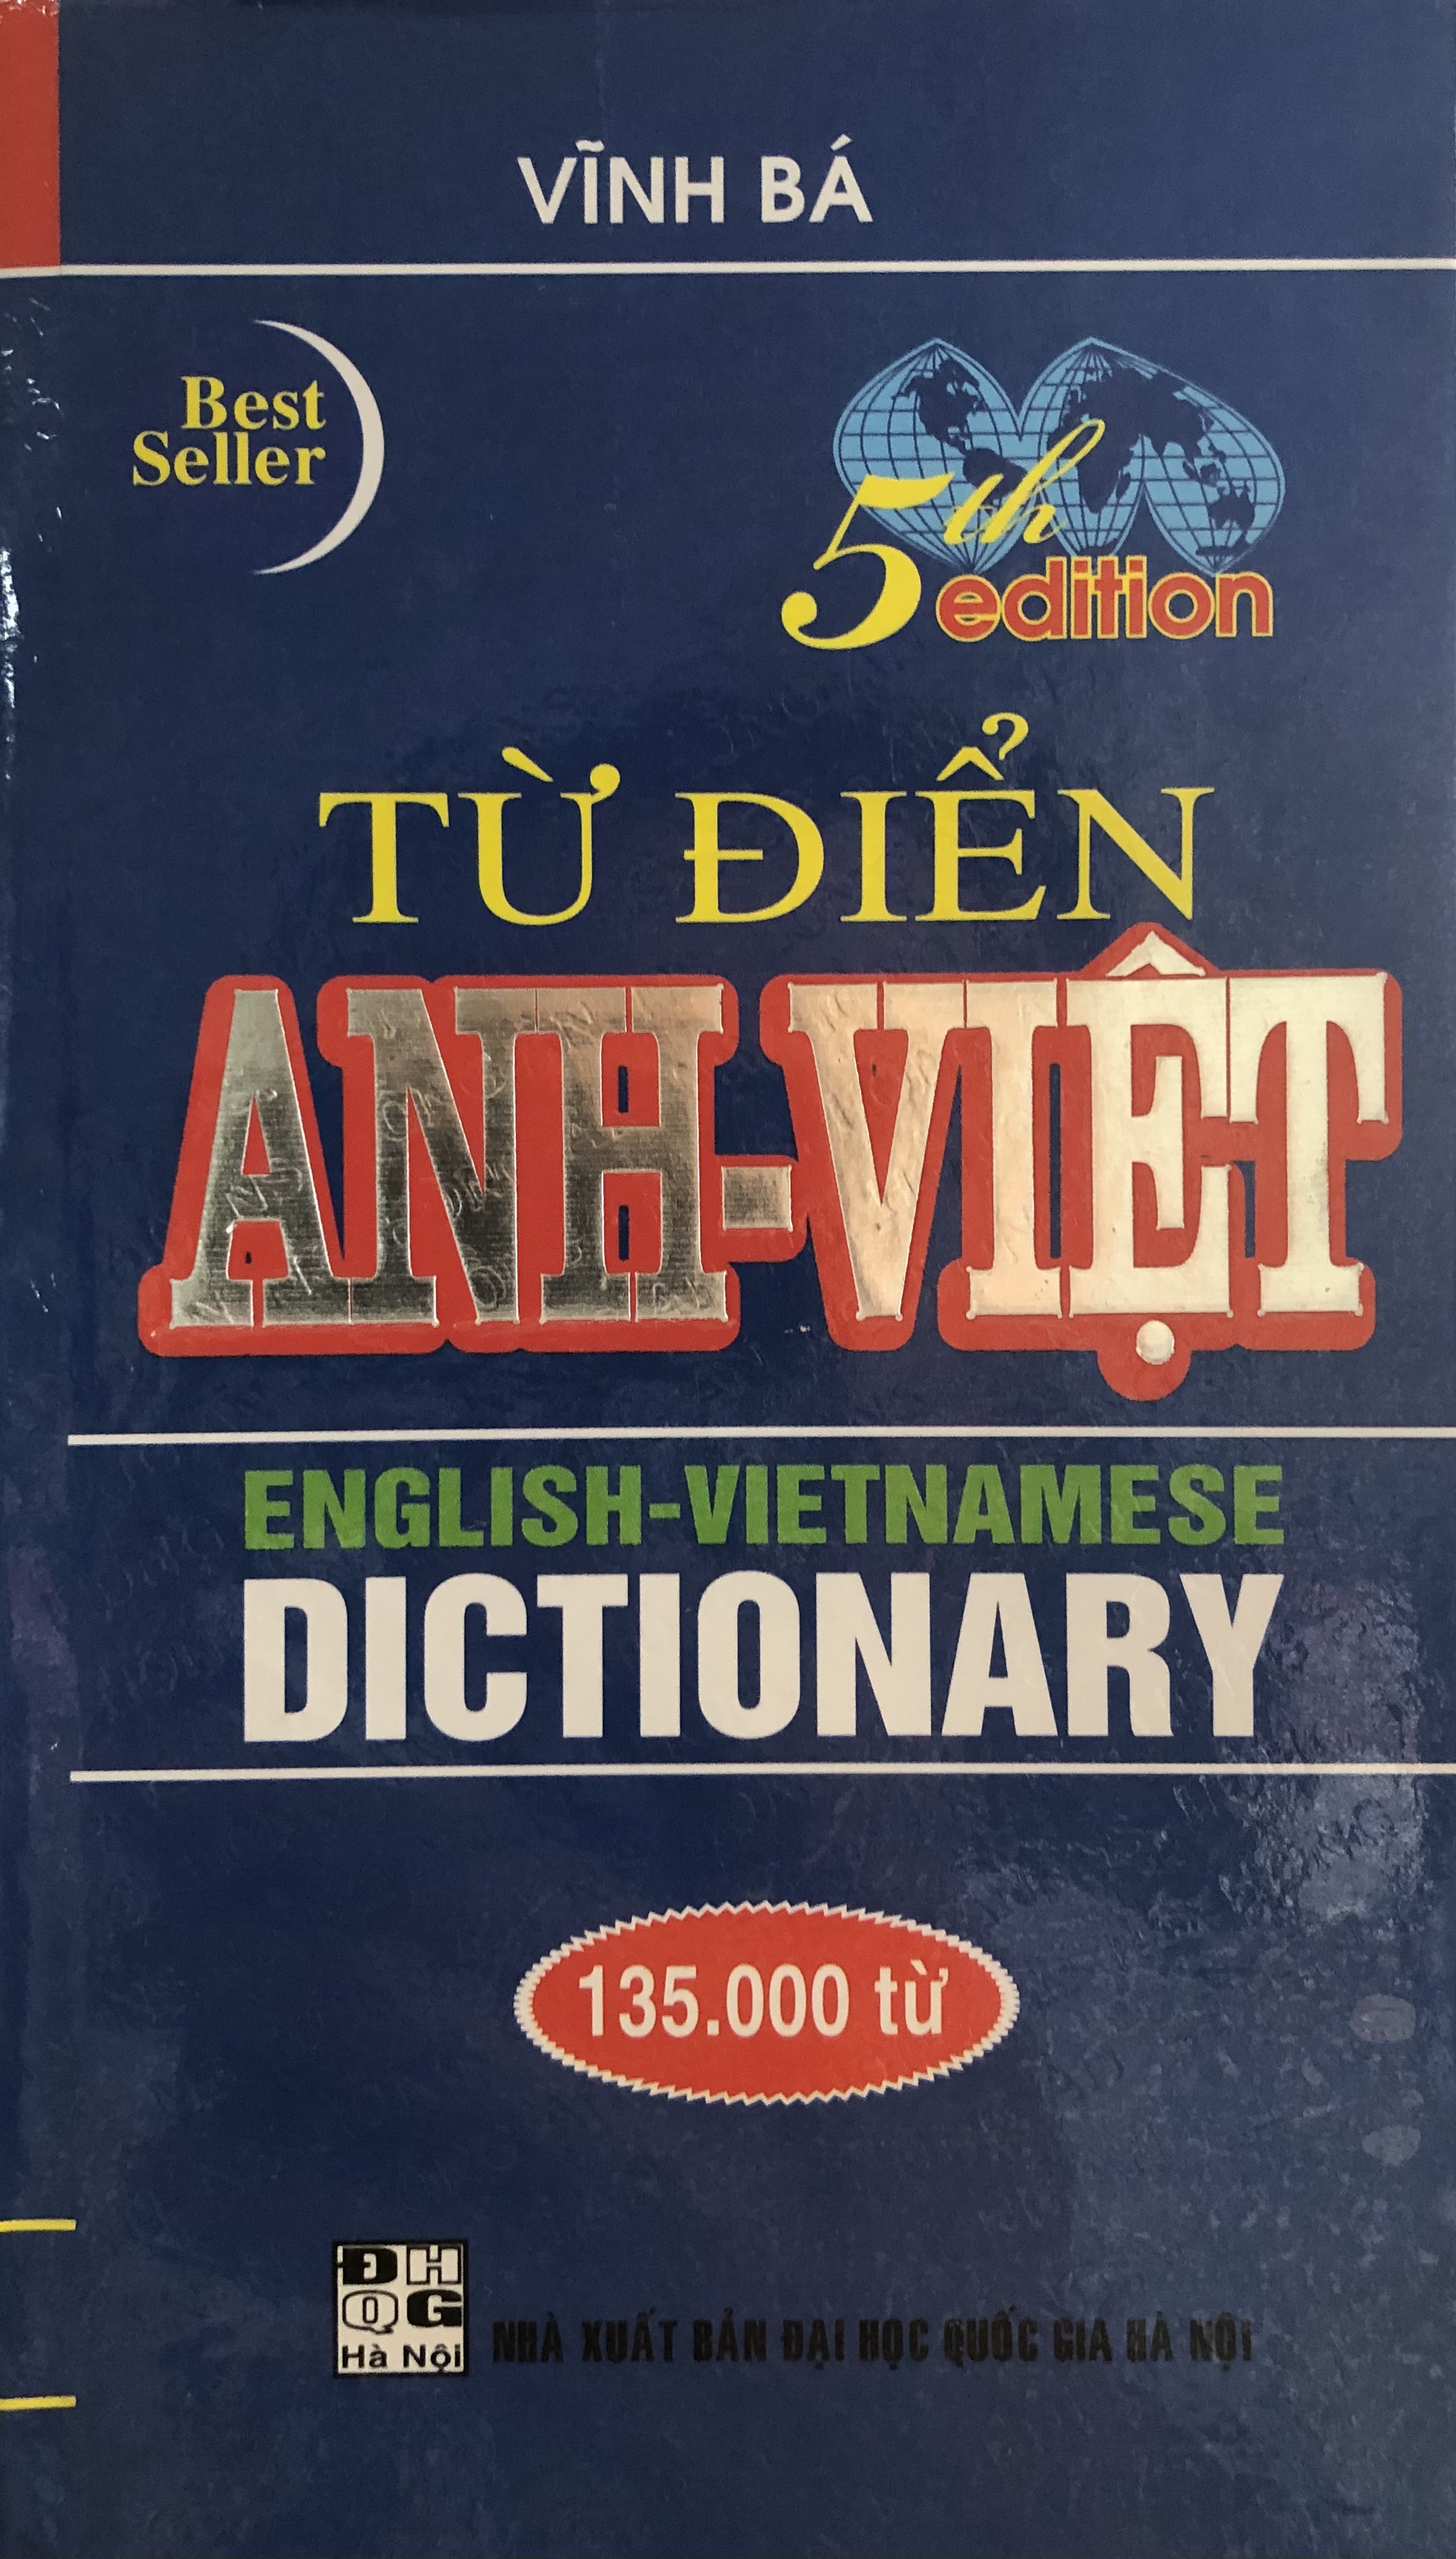 VĨNH BÁ
Best
Seller
5th
edition
TỪ ĐIỂN
ANH-VIỆT
ENGLISH-VIETNAMESE
DICTIONARY
135.000 từ
ĐH
QG
Hà Nội
NHÀ XUẤT BẢN ĐẠI HỌC QUỐC GIA HÀ NỘI